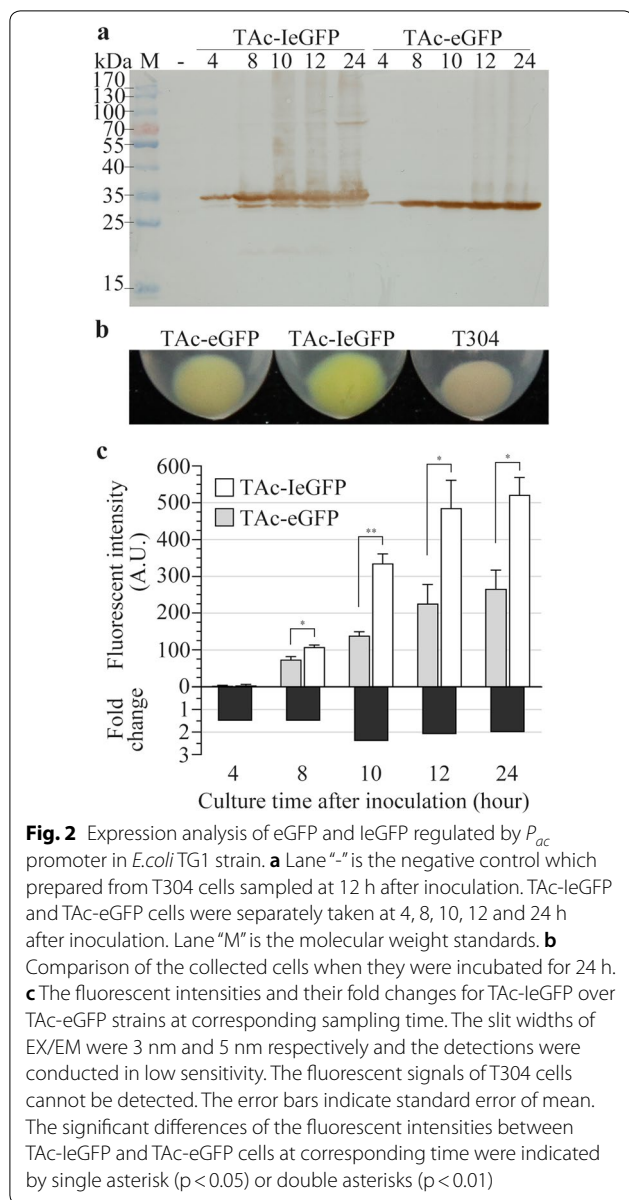 a
TAc-IeGFP TAc-eGFP
kDa M - 4 8 10 12 24 4 8 10 12 24
170
130
100
70
55
40
35
25
15
b
TAc-eGFP TAc-IeGFP T304
c
600
500
400
300
200
100
0
1
2
3
Fluorescent intensity
(A.U.)
Fold
change
TAc-IeGFP
TAc-eGFP
* ** * *
4 8 10 12 24
Culture time after inoculation (hour)
Fig. 2 Expression analysis of eGFP and IeGFP regulated by Pac
promoter in E.coli TG1 strain. a Lane "-" is the negative control which
prepared from T304 cells sampled at 12 h after inoculation. TAc-IeGFP
and TAc-eGFP cells were separately taken at 4, 8, 10, 12 and 24 h
after inoculation. Lane "M" is the molecular weight standards. b
Comparison of the collected cells when they were incubated for 24 h.
c The fluorescent intensities and their fold changes for TAc-IeGFP over
TAc-eGFP strains at corresponding sampling time. The slit widths of
EX/EM were 3 nm and 5 nm respectively and the detections were
conducted in low sensitivity. The fluorescent signals of T304 cells
cannot be detected. The error bars indicate standard error of mean.
The significant differences of the fluorescent intensities between
TAc-IeGFP and TAc-eGFP cells at corresponding time were indicated
by single asterisk (p < 0.05) or double asterisks (p < 0.01)